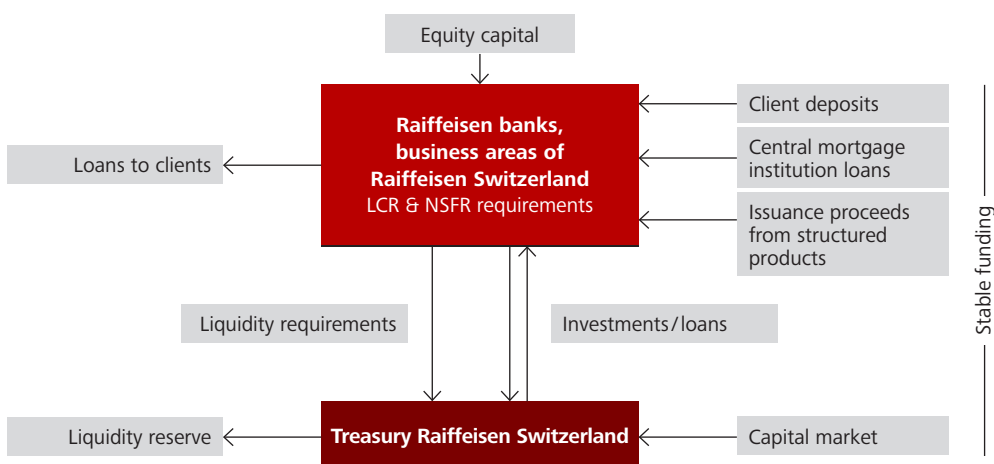 Equity capital
Raiffeisen banks,
business areas of
Raiffeisen Switzerland
LCR & NSFR requirements
Loans to clients
Client deposits
Central mortgage
institution loans
Issuance proceeds
from structured
products
Stable funding
Liquidity requirements
Investments/loans
Liquidity reserve
Treasury Raiffeisen Switzerland
Capital market